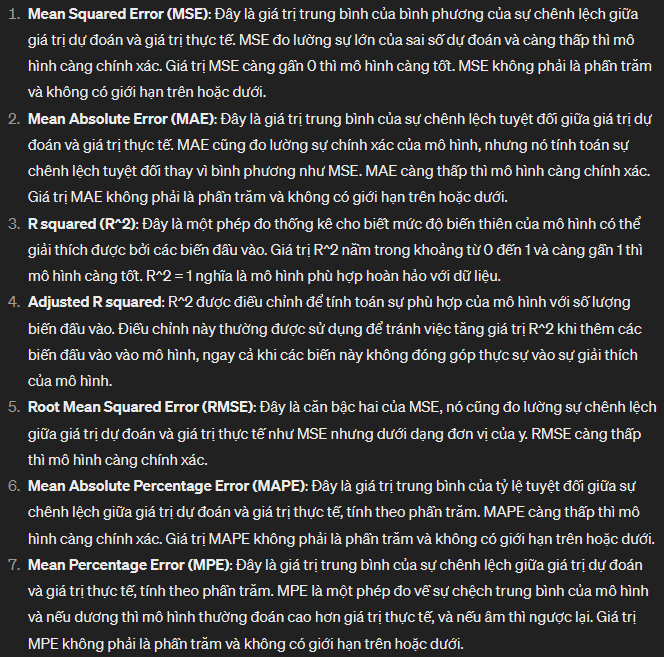 1. Mean Squared Error (MSE): Đây là giá trị trung bình của bình phương của sự chênh lệch giữa
giá trị dự đoán và giá trị thực tế. MSE đo lường sự lớn của sai số dự đoán và càng thấp thì mô
hình càng chính xác. Giá trị MSE càng gần 0 thì mô hình càng tốt. MSE không phải là phần trăm
và không có giới hạn trên hoặc dưới.
2. Mean Absolute Error (MAE): Đây là giá trị trung bình của sự chênh lệch tuyệt đối giữa giá trị dự
đoán và giá trị thực tế. MAE cũng đo lường sự chính xác của mô hình, nhưng nó tính toán sự
chênh lệch tuyệt đối thay vì bình phương như MSE. MAE càng thấp thì mô hình càng chính xác.
Giá trị MAE không phải là phần trăm và không có giới hạn trên hoặc dưới.
3. R squared (R^2): Đây là một phép đo thống kê cho biết mức độ biến thiên của mô hình có thể
giải thích được bởi các biến đầu vào. Giá trị R^2 nằm trong khoảng từ 0 đến 1 và càng gần 1 thì
mô hình càng tốt. R^2 = 1 nghĩa là mô hình phù hợp hoàn hảo với dữ liệu.
4. Adjusted R squared: R^2 được điều chỉnh để tính toán sự phù hợp của mô hình với số lượng
biến đầu vào. Điều chỉnh này thường được sử dụng để tránh việc tăng giá trị R^2 khi thêm các
biến đầu vào vào mô hình, ngay cả khi các biến này không đóng góp thực sự vào sự giải thích
của mô hình.
5. Root Mean Squared Error (RMSE): Đây là căn bậc hai của MSE, nó cũng đo lường sự chênh lệch
giữa giá trị dự đoán và giá trị thực tế như MSE nhưng dưới dạng đơn vị của y. RMSE càng thấp
thì mô hình càng chính xác.
6. Mean Absolute Percentage Error (MAPE): Đây là giá trị trung bình của tỷ lệ tuyệt đối giữa sự
chênh lệch giữa giá trị dự đoán và giá trị thực tế, tính theo phần trăm. MAPE càng thấp thì mô
hình càng chính xác. Giá trị MAPE không phải là phần trăm và không có giới hạn trên hoặc dưới.
7. Mean Percentage Error (MPE): Đây là giá trị trung bình của sự chênh lệch giữa giá trị dự đoán
và giá trị thực tế, tính theo phần trăm. MPE là một phép đo về sự chệch trung bình của mô hình
và nếu dương thì mô hình thường đoán cao hơn giá trị thực tế, và nếu âm thì ngược lại. Giá trị
MPE không phải là phần trăm và không có giới hạn trên hoặc dưới.